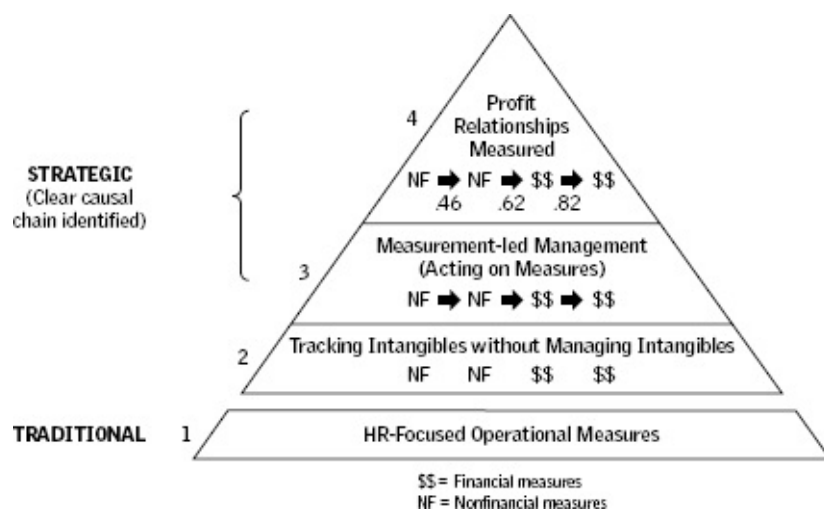 4
Profit
Relationships
Measured
NF ➡ NF ➡ $$ ➡ $$
.46 .62 .82
STRATEGIC
(Clear causal
chain identified)
3
Measurement-led Management
(Acting on Measures)
NF ➡ NF ➡ $$ ➡ $$
2
Tracking Intangibles without Managing Intangibles
NF NF $$ $$
TRADITIONAL 1 HR-Focused Operational Measures
$$ = Financial measures
NF = Nonfinancial measures